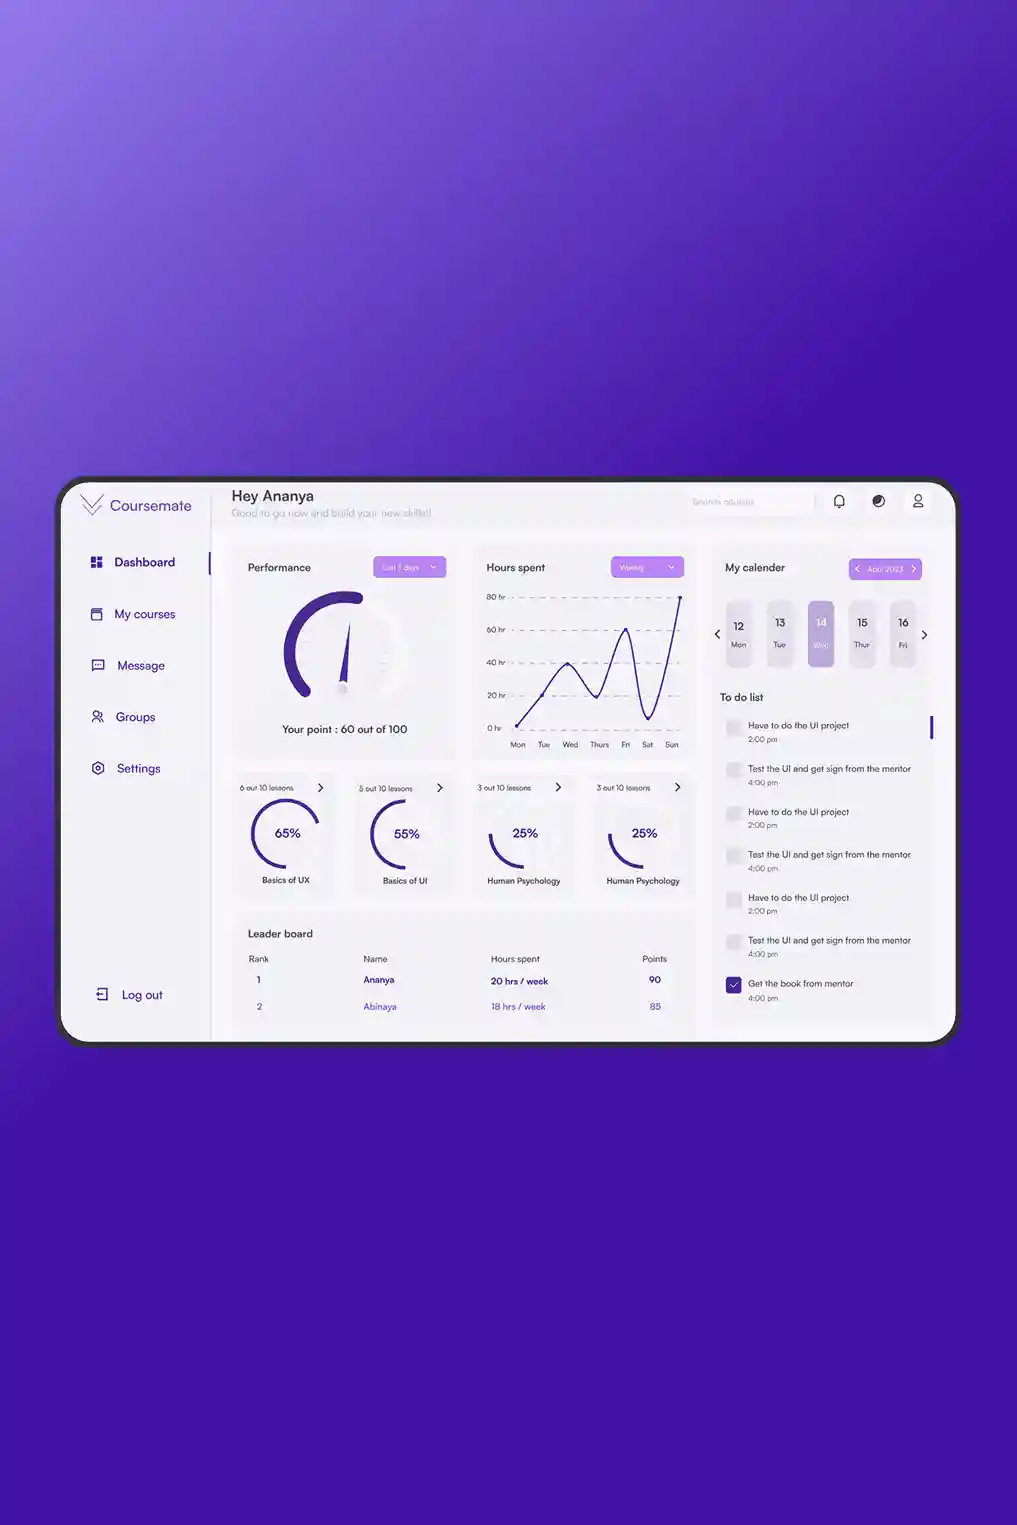 Coursemate
Dashboard
My courses
Message
Groups
Settings
Log out
Hey Ananya
Good to go now and build your new skills!!
Search courses
Performance
Last 7 days
Your point : 60 out of 100
Hours spent
Weekly
80 hr
60 hr
40 hr
20 hr
0 hr
Mon Tue Wed Thurs Fri Sat Sun
6 out 10 lessons
65%
Basics of UX
5 out 10 lessons
55%
Basics of UI
3 out 10 lessons
25%
Human Psychology
3 out 10 lessons
25%
Human Psychology
Leader board
Rank Name Hours spent Points
1 Ananya 20 hrs / week 90
2 Abinaya 18 hrs / week 85
My calender
2023
12 13 14 15 16
Mon Tue Wed Thur Fri
To do list
Have to do the UI project
2:00 pm
Test the UI and get sign from the mentor
4:00 pm
Have to do the UI project
2:00 pm
Test the UI and get sign from the mentor
4:00 pm
Have to do the UI project
2:00 pm
Test the UI and get sign from the mentor
4:00 pm
Get the book from mentor
4:00 pm